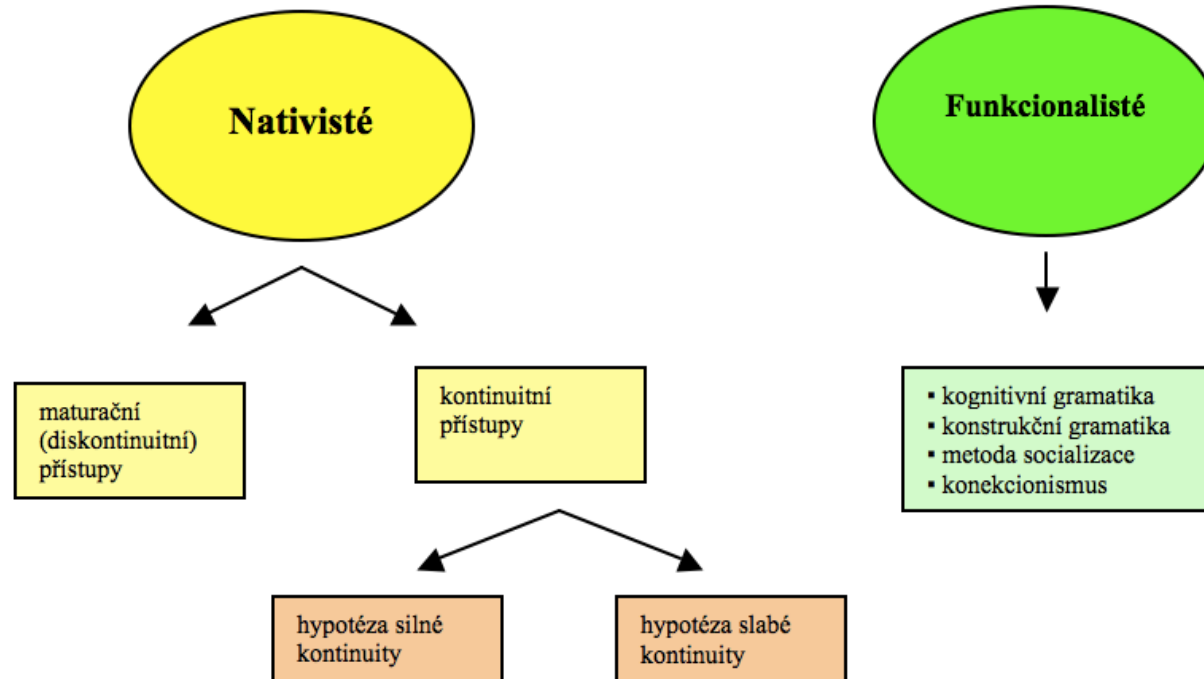 Nativisté
Funkcionalisté
maturační
(diskontinuitní)
přístupy
kontinuitní
přístupy
▪ kognitivní gramatika
▪ konstrukční gramatika
▪ metoda socializace
▪ konekcionismus
hypotéza silné
kontinuity
hypotéza slabé
kontinuity